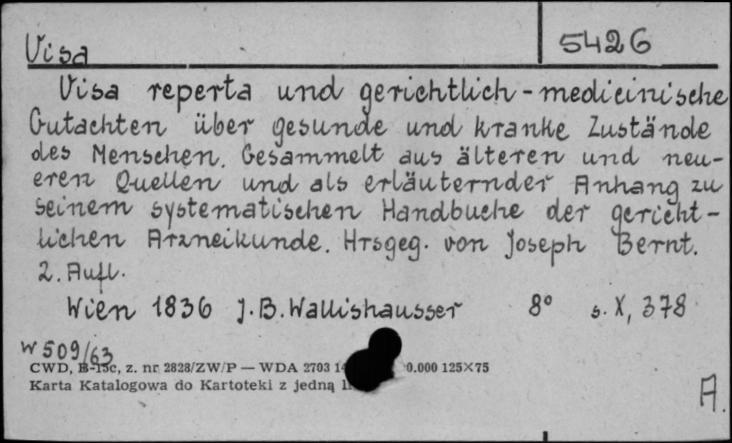 Visa 5426
Visa reperta und gerichtlich-medicinische
Gutachten über gesunde und kranke Zustände
des Menschen. Gesammelt aus älteren und neu-
eren Quellen und als erläuternder Anhang zu
seinem systematischen Handbuche der gericht-
lichen Arzneikunde. Hrsgeg. von Joseph Bernt.
2. Aufl.
Wien 1836 J.B. Wallishausser 8° s. X, 378
W 509/63
CWD, B-15c, z. nr 2828/ZW/P — WDA 2703 0.000 125×75
Karta Katalogowa do Kartoteki z jedną
A.